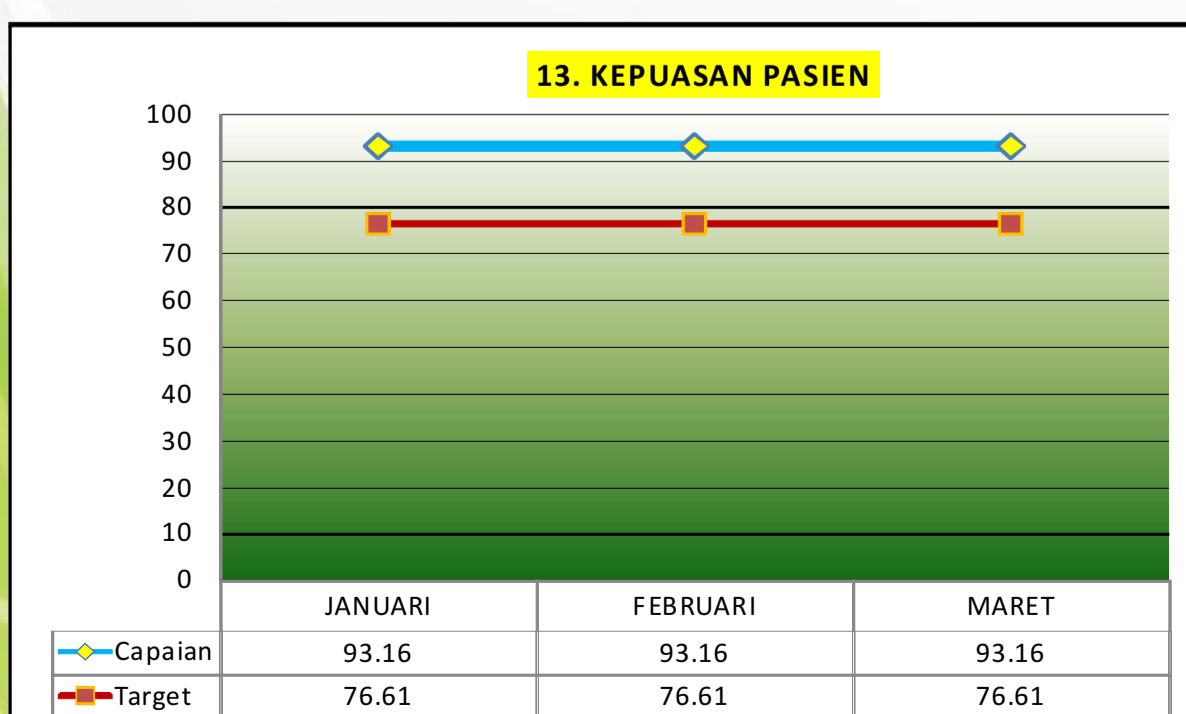 13. KEPUASAN PASIEN
100
90
80
70
60
50
40
30
20
10
0
JANUARI FEBRUARI MARET
Capaian 93.16 93.16 93.16
Target 76.61 76.61 76.61